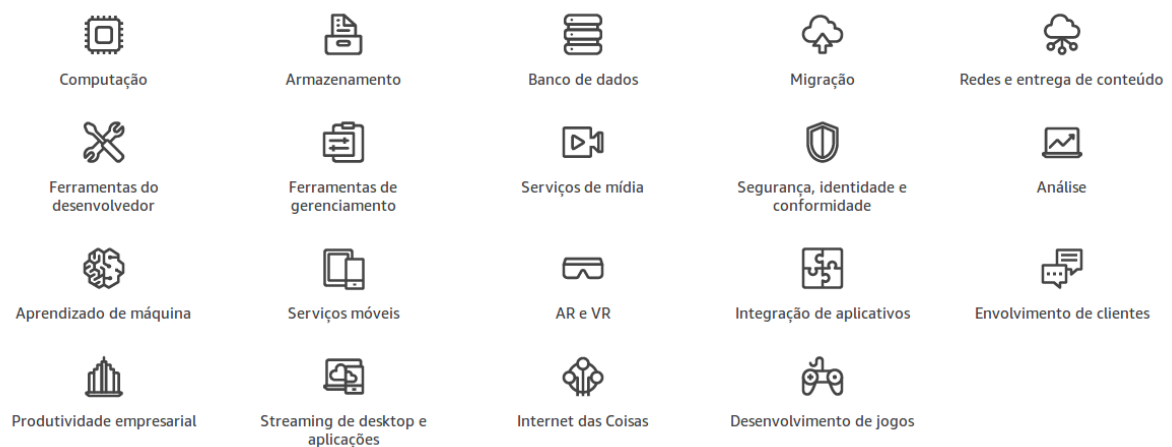 Computação
Armazenamento
Banco de dados
Migração
Redes e entrega de conteúdo
Ferramentas do
desenvolvedor
Ferramentas de
gerenciamento
Serviços de mídia
Segurança, identidade e
conformidade
Análise
Aprendizado de máquina
Serviços móveis
AR e VR
Integração de aplicativos
Envolvimento de clientes
Produtividade empresarial
Streaming de desktop e
aplicações
Internet das Coisas
Desenvolvimento de jogos